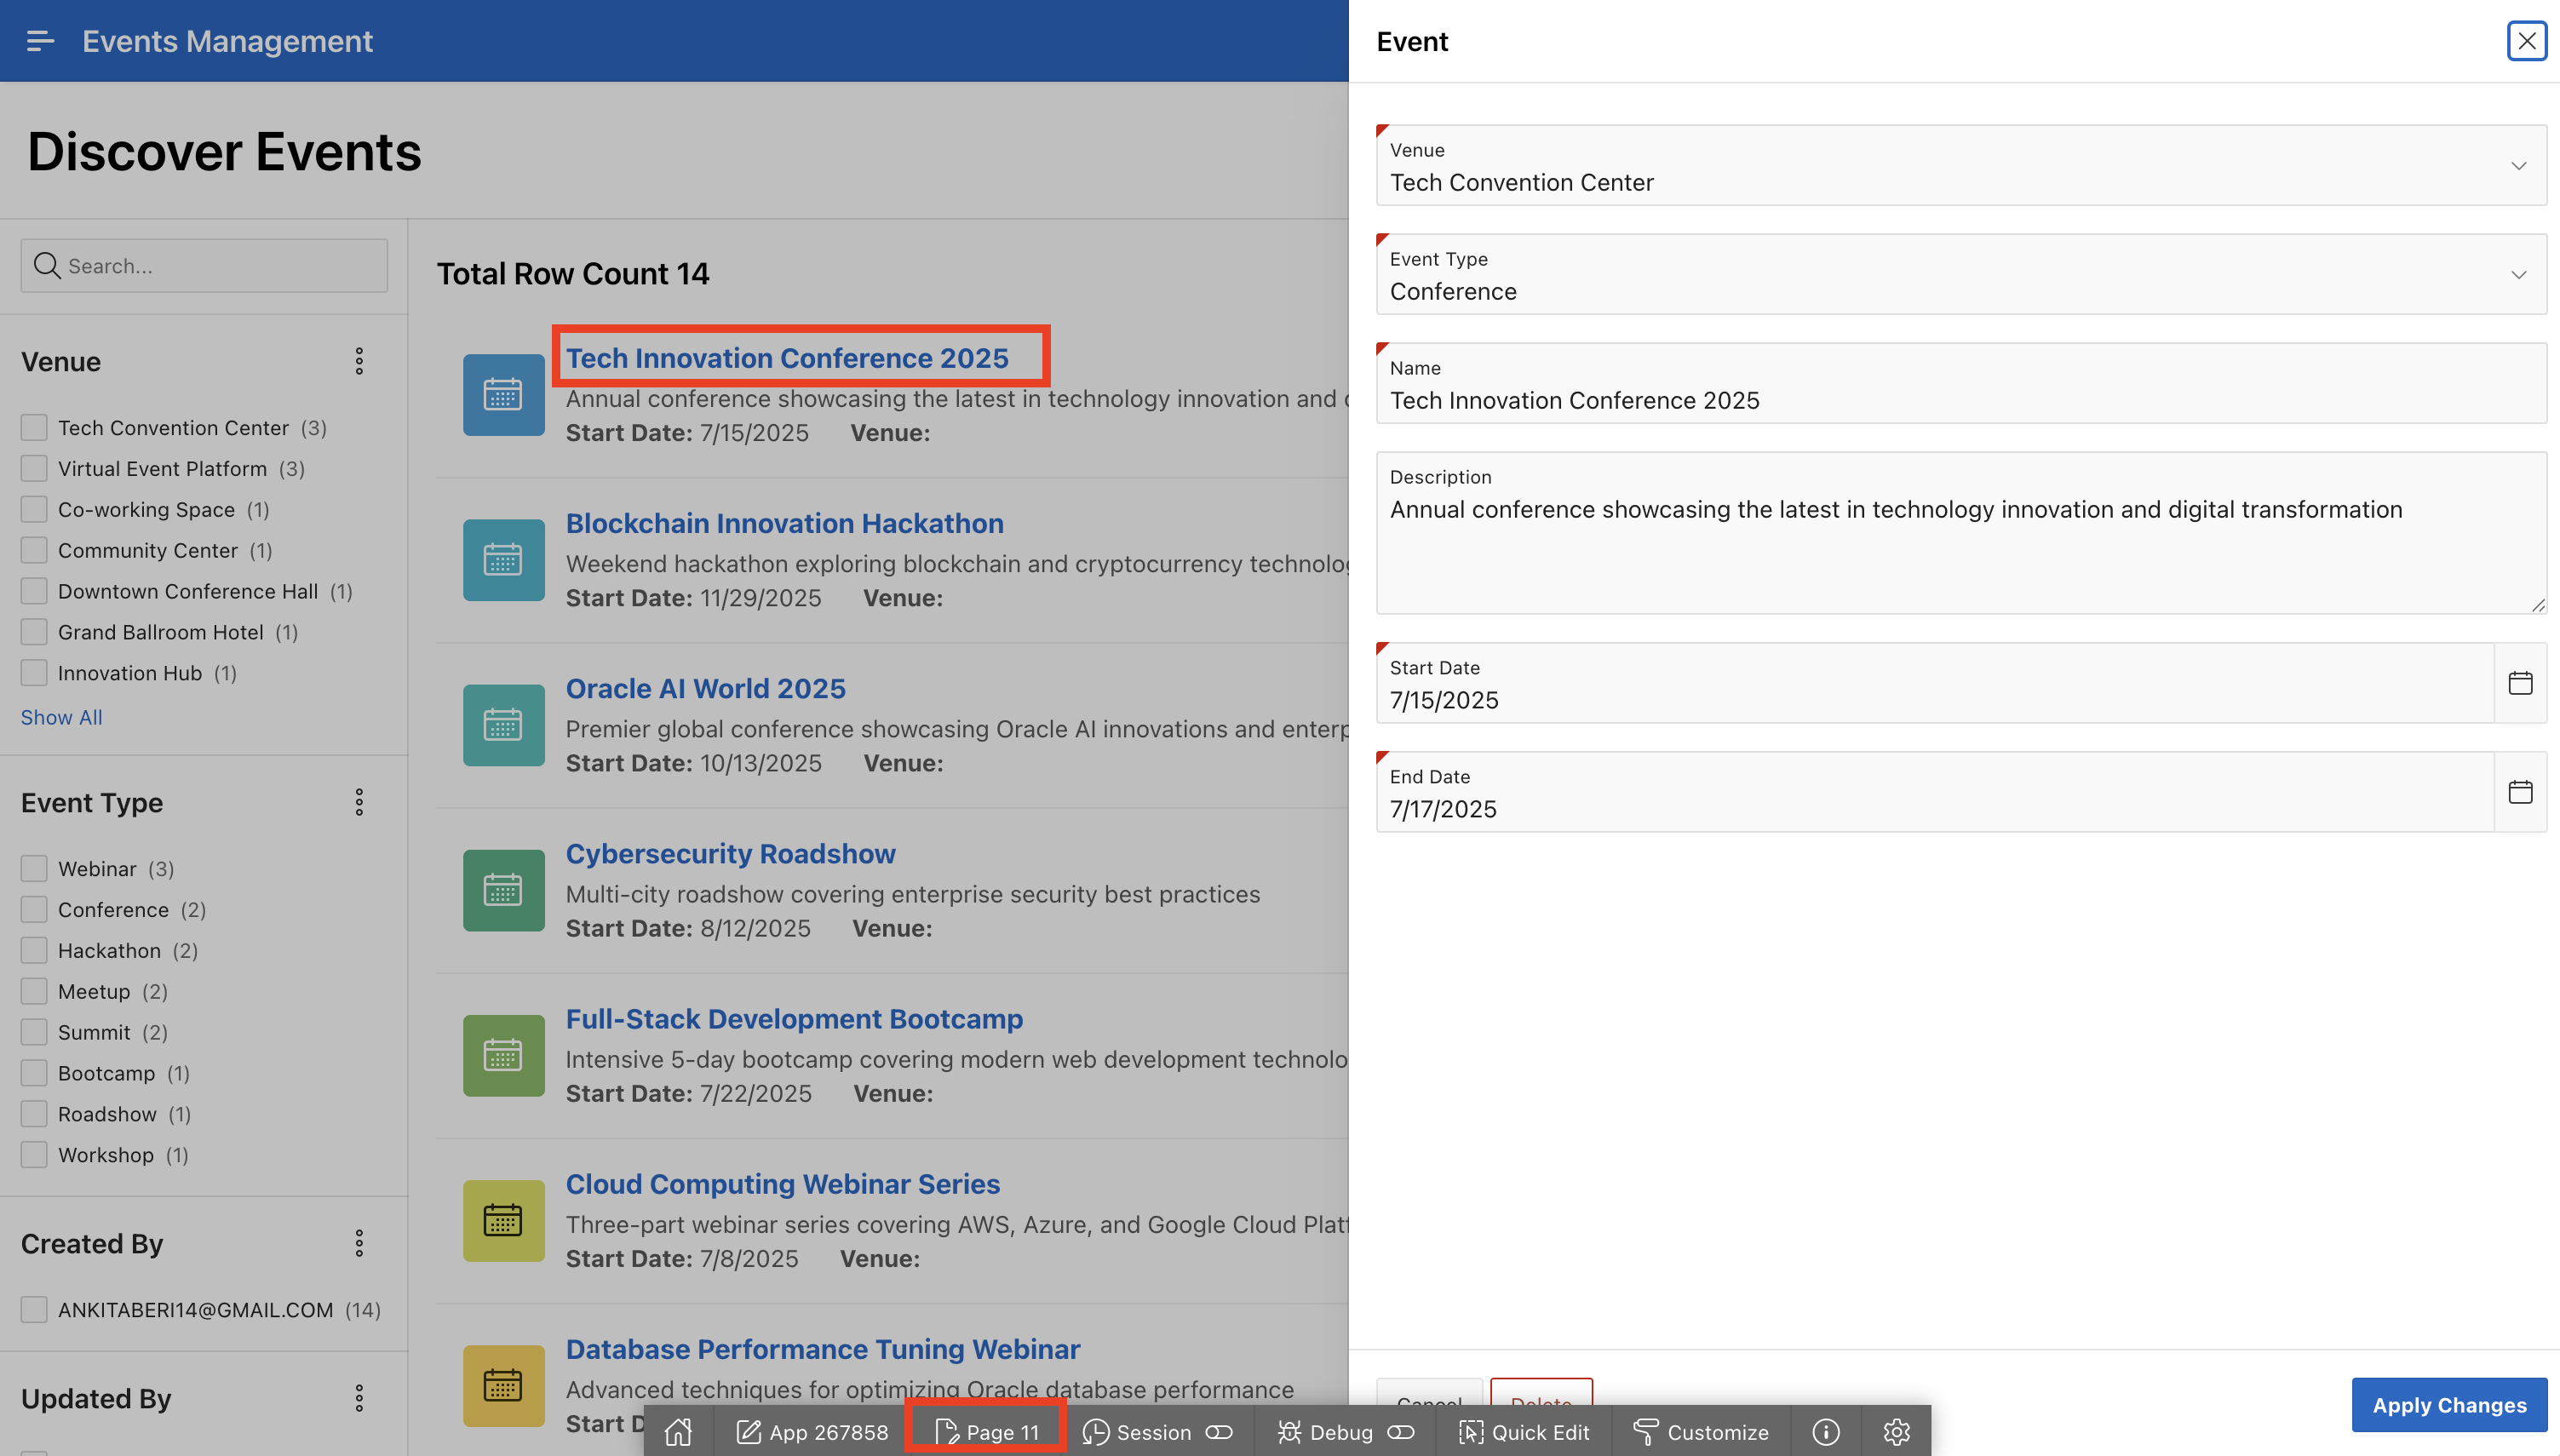 Events Management
Discover Events
Search...
Venue
Tech Convention Center (3)
Virtual Event Platform (3)
Co-working Space (1)
Community Center (1)
Downtown Conference Hall (1)
Grand Ballroom Hotel (1)
Innovation Hub (1)
Show All
Event Type
Webinar (3)
Conference (2)
Hackathon (2)
Meetup (2)
Summit (2)
Bootcamp (1)
Roadshow (1)
Workshop (1)
Created By
ANKITABERI14@GMAIL.COM (14)
Updated By
Total Row Count 14
Tech Innovation Conference 2025
Annual conference showcasing the latest in technology innovation and
Start Date: 7/15/2025 Venue:
Blockchain Innovation Hackathon
Weekend hackathon exploring blockchain and cryptocurrency
Start Date: 11/29/2025 Venue:
Oracle AI World 2025
Premier global conference showcasing Oracle AI innovations and
Start Date: 10/13/2025 Venue:
Cybersecurity Roadshow
Multi-city roadshow covering enterprise security best practices
Start Date: 8/12/2025 Venue:
Full-Stack Development Bootcamp
Intensive 5-day bootcamp covering modern web development
Start Date: 7/22/2025 Venue:
Cloud Computing Webinar Series
Three-part webinar series covering AWS, Azure, and Google Cloud
Start Date: 7/8/2025 Venue:
Database Performance Tuning Webinar
Advanced techniques for optimizing Oracle database performance
Start D
Event
Venue
Tech Convention Center
Event Type
Conference
Name
Tech Innovation Conference 2025
Description
Annual conference showcasing the latest in technology innovation and digital transformation
Start Date
7/15/2025
End Date
7/17/2025
Cancel Delete Apply Changes
App 267858 Page 11 Session Debug Quick Edit Customize